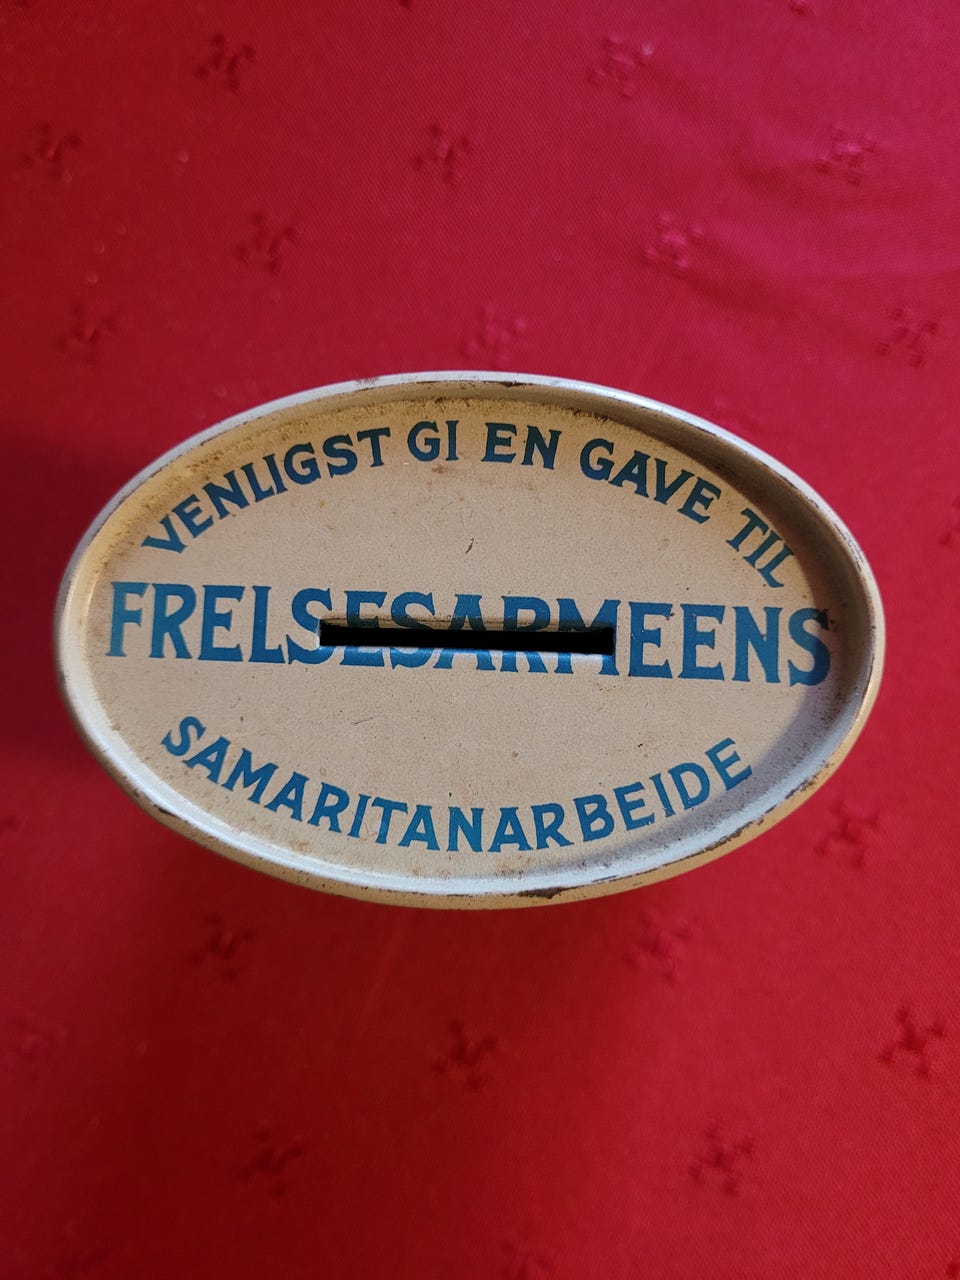 VENLIGST GI EN GAVE TIL
FRELSESARMEENS
SAMARITANARBEIDE